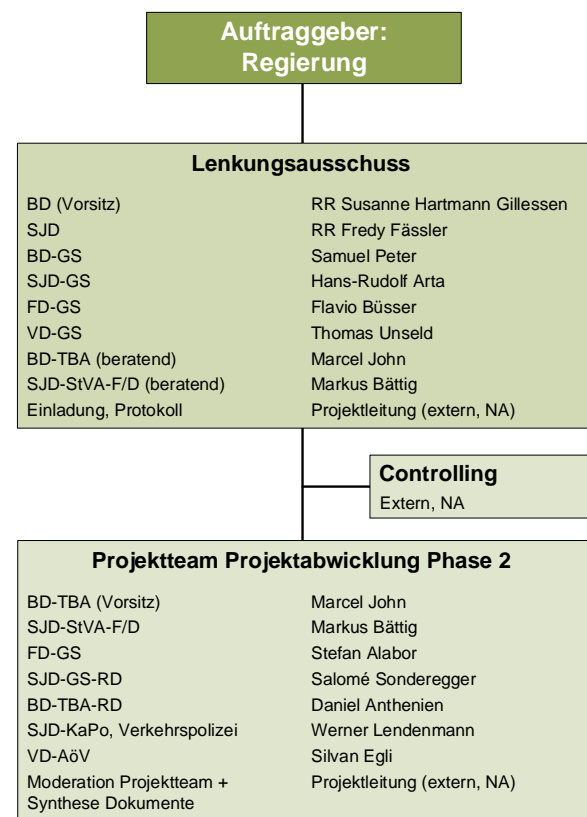 Auftraggeber:
Regierung
Lenkungsausschuss
BD (Vorsitz) RR Susanne Hartmann Gillessen
SJD RR Fredy Fässler
BD-GS Samuel Peter
SJD-GS Hans-Rudolf Arta
FD-GS Flavio Büsser
VD-GS Thomas Unseld
BD-TBA (beratend) Marcel John
SJD-StVA-F/D (beratend) Markus Bättig
Einladung, Protokoll Projektleitung (extern, NA)
Controlling
Extern, NA
Projektteam Projektabwicklung Phase 2
BD-TBA (Vorsitz) Marcel John
SJD-StVA-F/D Markus Bättig
FD-GS Stefan Alabor
SJD-GS-RD Salomé Sonderegger
BD-TBA-RD Daniel Anthenien
SJD-KaPo, Verkehrspolizei Werner Lendenmann
VD-AöV Silvan Egli
Moderation Projektteam + Projektleitung (extern, NA)
Synthese Dokumente